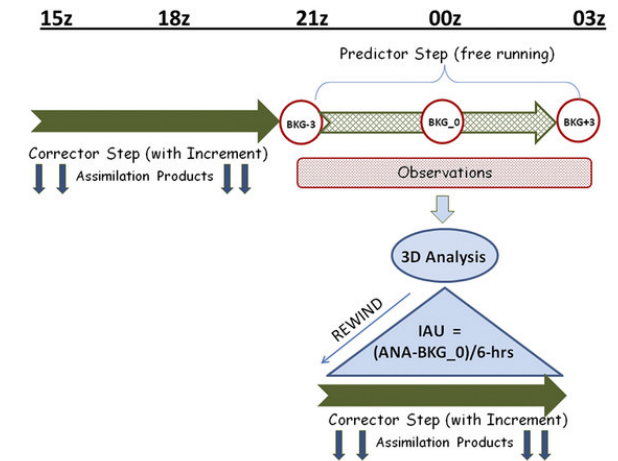 15z 18z 21z 00z 03z
Predictor Step (free running)
BKG-3 BKG_0 BKG+3
Corrector Step (with Increment)
Assimilation Products
Observations
3D Analysis
REWIND
IAU =
(ANA-BKG_0)/6-hrs
Corrector Step (with Increment)
Assimilation Products